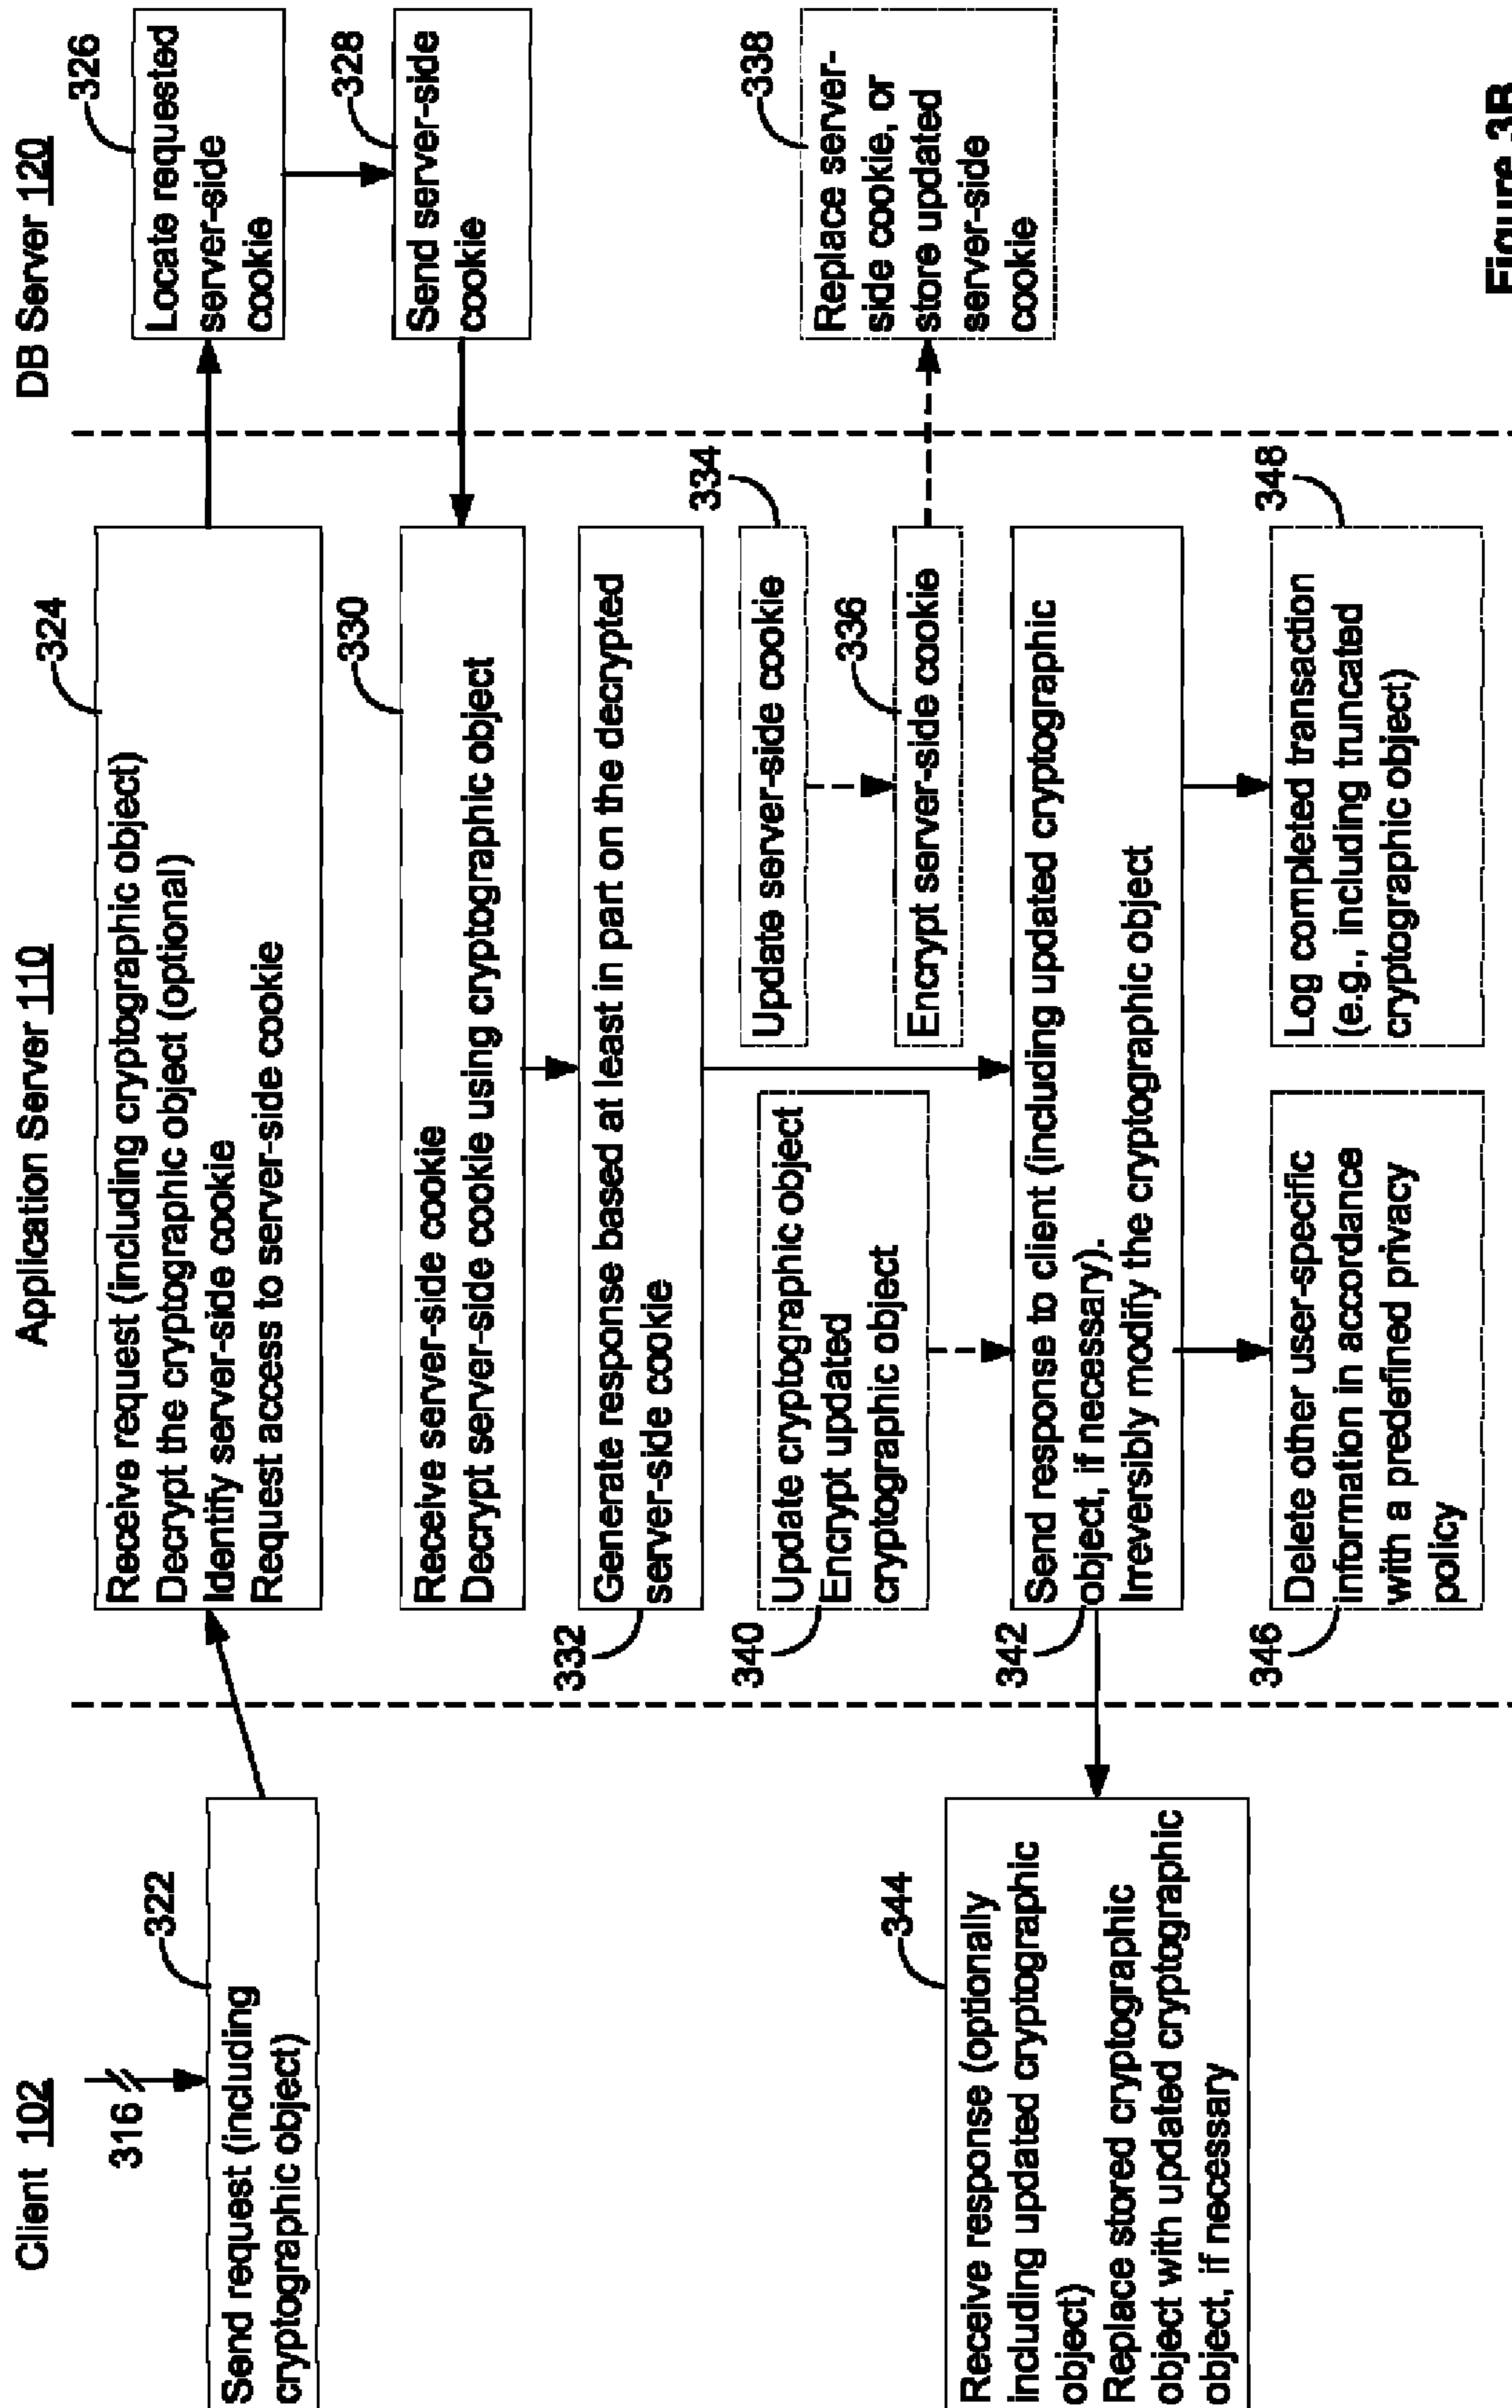 Client 102
316
322
Send request (including
cryptographic object)
344
Receive response (optionally
including updated cryptographic
object)
Replace stored cryptographic
object with updated cryptographic
object, if necessary
Application Server 110
324
Receive request (including cryptographic object)
Decrypt the cryptographic object (optional)
Identify server-side cookie
Request access to server-side cookie
330
Receive server-side cookie
Decrypt server-side cookie using cryptographic object
332
Generate response based at least in part on the decrypted
server-side cookie
334
Update server-side cookie
336
Encrypt server-side cookie
340
Update cryptographic object
Encrypt updated
cryptographic object
342
Send response to client (including updated cryptographic
object, if necessary).
Irreversibly modify the cryptographic object
346
Delete other user-specific
information in accordance
with a predefined privacy
policy
348
Log completed transaction
(e.g., including truncated
cryptographic object)
DB Server 120
326
Locate requested
server-side
cookie
328
Send server-side
cookie
338
Replace server-
side cookie, or
store updated
server-side
cookie
Figure 3B